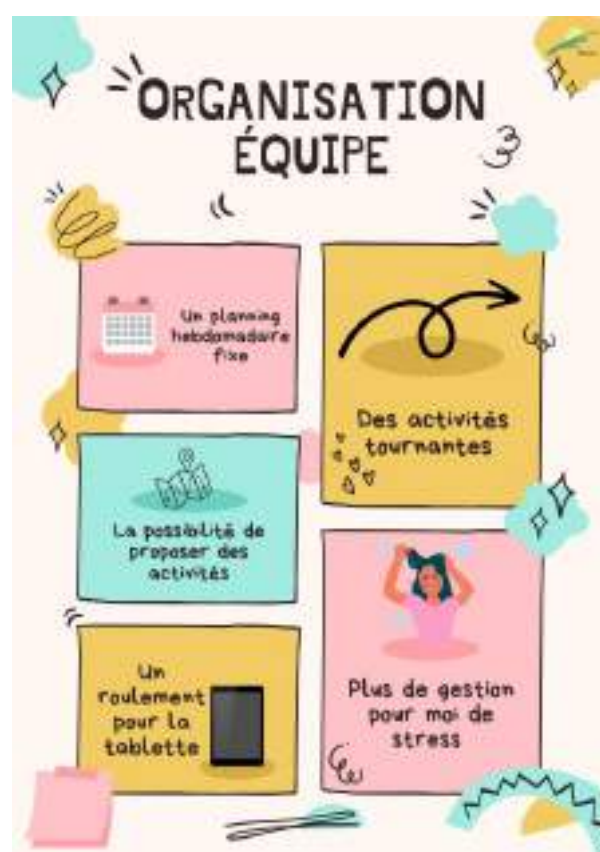 ORGANISATION
ÉQUIPE
Un planning
hebdomadaire
fixe
Des activités
tournantes
La possibilité de
proposer des
activités
Un
roulement
pour la
tablette
Plus de gestion
pour moi de
stress